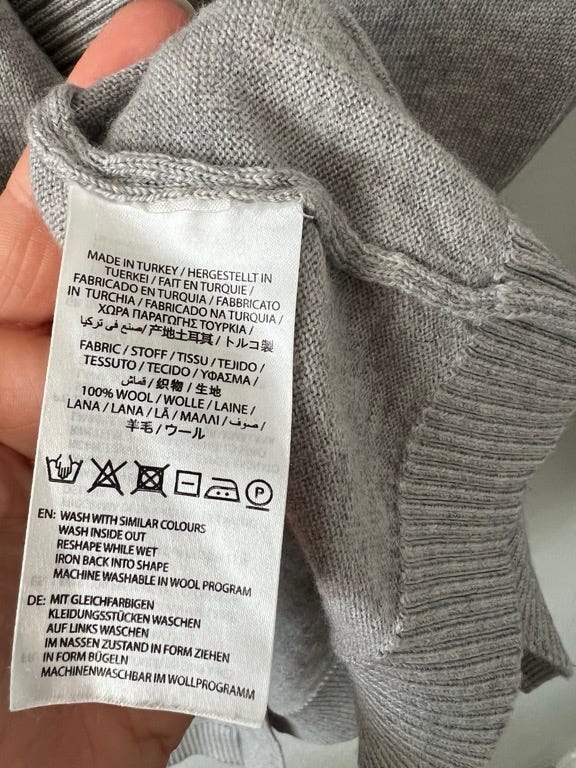 MADE IN TURKEY / HERGESTELLT IN
TUERKEI / FAIT EN TURQUIE /
FABRICADO EN TURQUIA / FABBRICATO
IN TURCHIA / FABRICADO NA TURQUIA /
ΧΩΡΑ ΠΑΡΑΓΩΓΗΣ ΤΟΥΡΚΙΑ /
صنع في تركيا / 产地土耳其 / トルコ製
FABRIC / STOFF / TISSU / TEJIDO /
TESSUTO / TECIDO / ΥΦΑΣΜΑ /
قماش / 织物 / 生地
100% WOOL / WOLLE / LAINE /
LANA / LANA / LÃ / ΜΑΛΛΙ / صوف /
羊毛 / ウール
P
EN: WASH WITH SIMILAR COLOURS
WASH INSIDE OUT
RESHAPE WHILE WET
IRON BACK INTO SHAPE
MACHINE WASHABLE IN WOOL PROGRAM
DE: MIT GLEICHFARBIGEN
KLEIDUNGSSTÜCKEN WASCHEN
AUF LINKS WASCHEN
IM NASSEN ZUSTAND IN FORM ZIEHEN
IN FORM BÜGELN
MACHINENWASCHBAR IM WOLLPROGRAMM